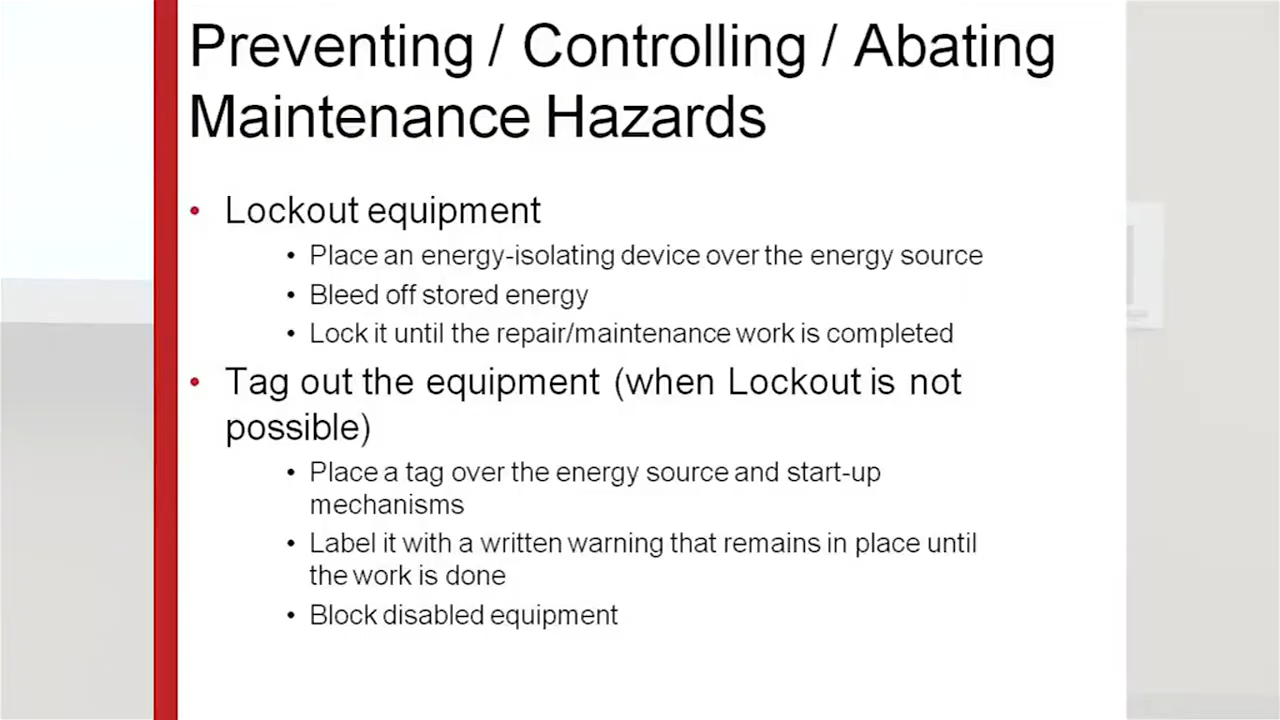 Preventing / Controlling / Abating
Maintenance Hazards
• Lockout equipment
• Place an energy-isolating device over the energy source
• Bleed off stored energy
• Lock it until the repair/maintenance work is completed
• Tag out the equipment (when Lockout is not
possible)
• Place a tag over the energy source and start-up
mechanisms
• Label it with a written warning that remains in place until
the work is done
• Block disabled equipment